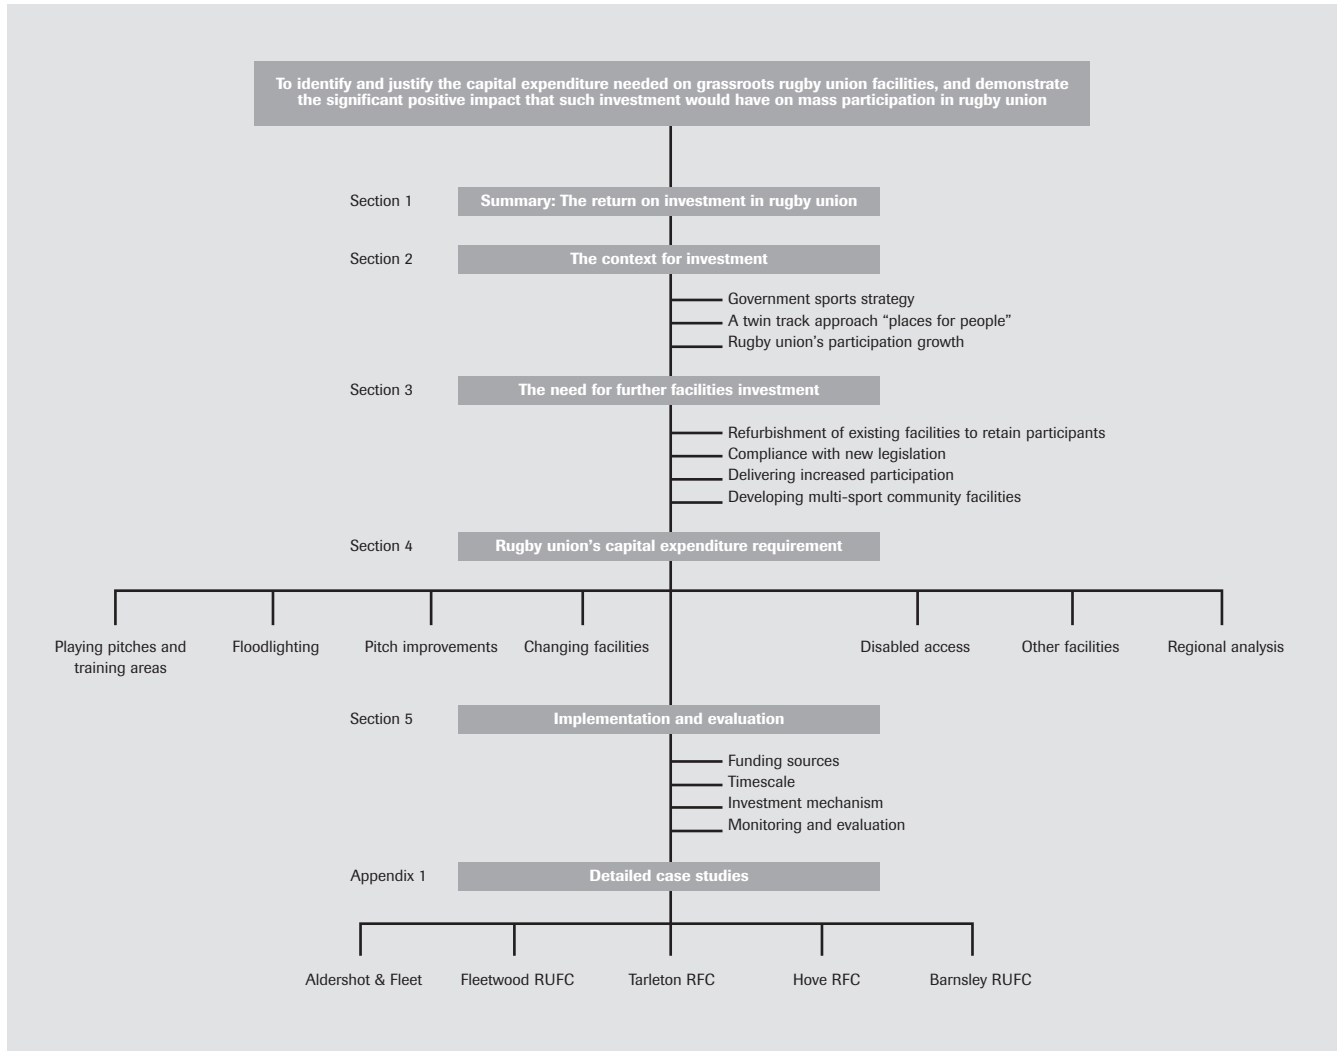 To identify and justify the capital expenditure needed on grassroots rugby union facilities, and demonstrate
the significant positive impact that such investment would have on mass participation in rugby union
Section 1
Summary: The return on investment in rugby union
Section 2
The context for investment
Government sports strategy
A twin track approach “places for people”
Rugby union’s participation growth
Section 3
The need for further facilities investment
Refurbishment of existing facilities to retain participants
Compliance with new legislation
Delivering increased participation
Developing multi-sport community facilities
Section 4
Rugby union’s capital expenditure requirement
Playing pitches and
training areas
Floodlighting
Pitch improvements
Changing facilities
Disabled access
Other facilities
Regional analysis
Section 5
Implementation and evaluation
Funding sources
Timescale
Investment mechanism
Monitoring and evaluation
Appendix 1
Detailed case studies
Aldershot & Fleet
Fleetwood RUFC
Tarleton RFC
Hove RFC
Barnsley RUFC